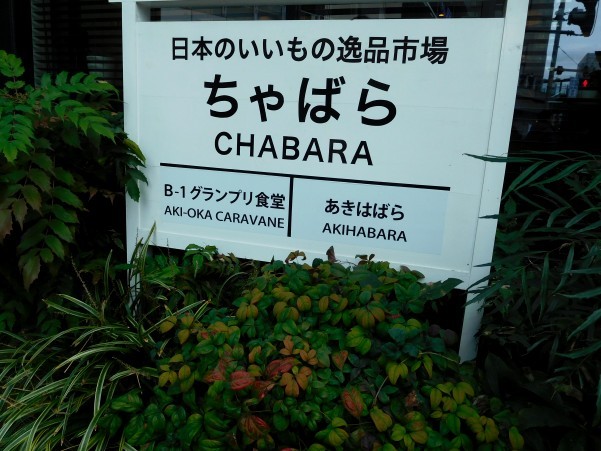 日本のいいもの逸品市場
ちゃばら
CHABARA
B-1グランプリ食堂
AKI-OKA CARAVANE
あきはばら
AKIHABARA